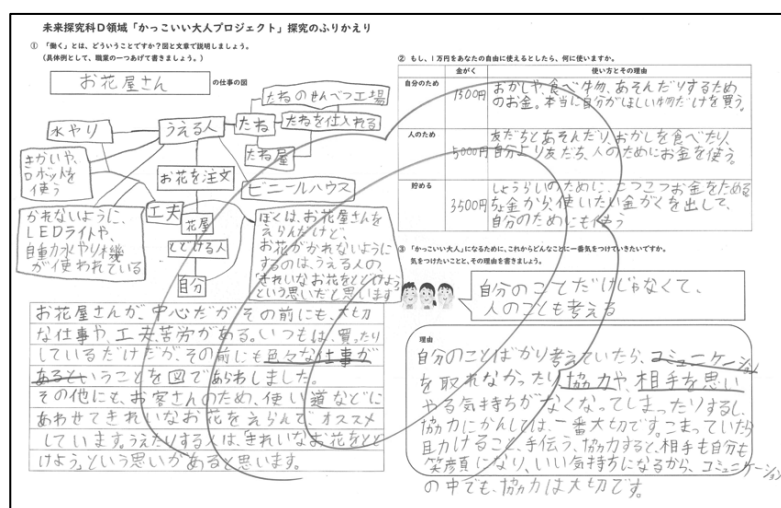 未来探究科D領域「かっこいい大人プロジェクト」探究のふりかえり
① 「働く」とは、どういうことですか？図と文章で説明しましょう。
（具体例として、職業の一つあげて書きましょう。）
お花屋さん
の仕事の図
たねのせんべつ工場
水やり
うえる人
たね
たねを仕入れる
たね屋
きかいや、
ロボットを
使う
お花を注文
ビニールハウス
工夫
花屋
とどける人
自分
かれないように、
LEDライトや、
自動水やり機
が使われている
ぼくは、お花屋さんを
えらんだけど、
お花がかれないように
するのは、うえる人の
「きれいなお花をとどけよう」
という思いだと思います
お花屋さんが、中心だがその前にも、大切
な仕事や、工夫、苦労がある。いつもは、買ったり
しているだけだが、その前にも色々な仕事が
あるということを図であらわしました。
その他にも、お客さんのため、使い道などに
あわせてきれいなお花をえらんで、オススメ
しています。うえたりする人は、きれいなお花をとど
けよう、という思いがあると思います。
② もし、1万円をあなたの自由に使えるとしたら、何に使いますか。
金がく
使い方とその理由
自分のため
1500円
おかしや、食べ物、あそんだりするため
のお金。本当に自分がほしい物だけを買う。
人のため
5000円
友だちとあそんだり、おかしを食べたり、
自分より友だち、人のためにお金を使う。
貯める
3500円
しょうらいのために、こつこつお金をためる
お金から、使いたい金がくを出して、
自分のためにも使う
③ 「かっこいい大人」になるために、これからどんなことに一番気をつけていきたいですか。
気をつけたいことと、その理由を書きましょう。
自分のことだけじゃなくて、
人のことも考える
理由
自分のことばかり考えていたら、コミュニケーション
を取れなかったり、協力や、相手を思い
やる気持ちがなくなってしまったりするし、
協力にかんしては、一番大切です。こまっていたら
助けること、手伝う、協力すると、相手も自分も
笑顔になり、いい気持ちになるから、コミュニケーション
の中でも、協力は大切です。